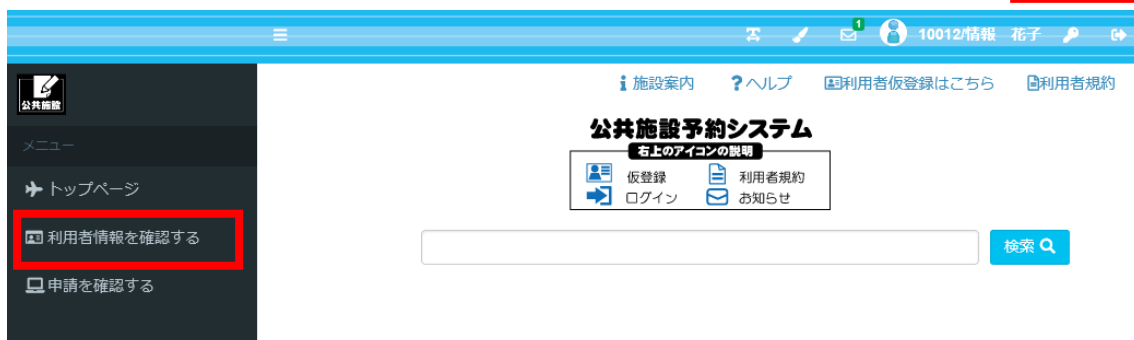 1
10012/情報 花子
施設案内 ?ヘルプ 利用者仮登録はこちら 利用者規約
公共施設
公共施設予約システム
右上のアイコンの説明
仮登録 利用者規約
ログイン お知らせ
メニュー
トップページ
利用者情報を確認する
申請を確認する
検索